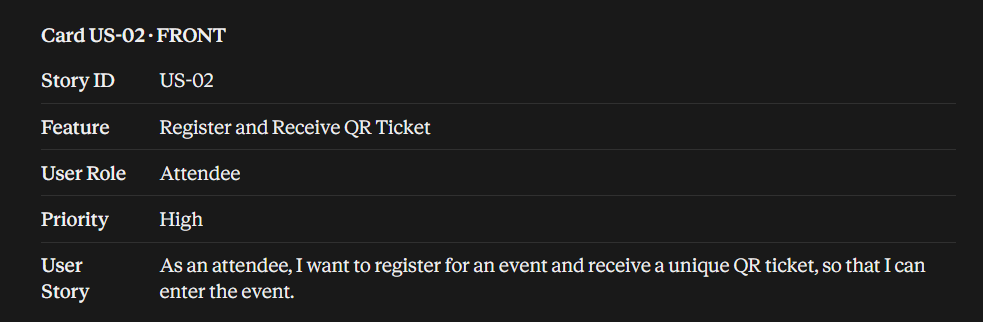 Card US-02 · FRONT
Story ID US-02
Feature Register and Receive QR Ticket
User Role Attendee
Priority High
User Story As an attendee, I want to register for an event and receive a unique QR ticket, so that I can
enter the event.